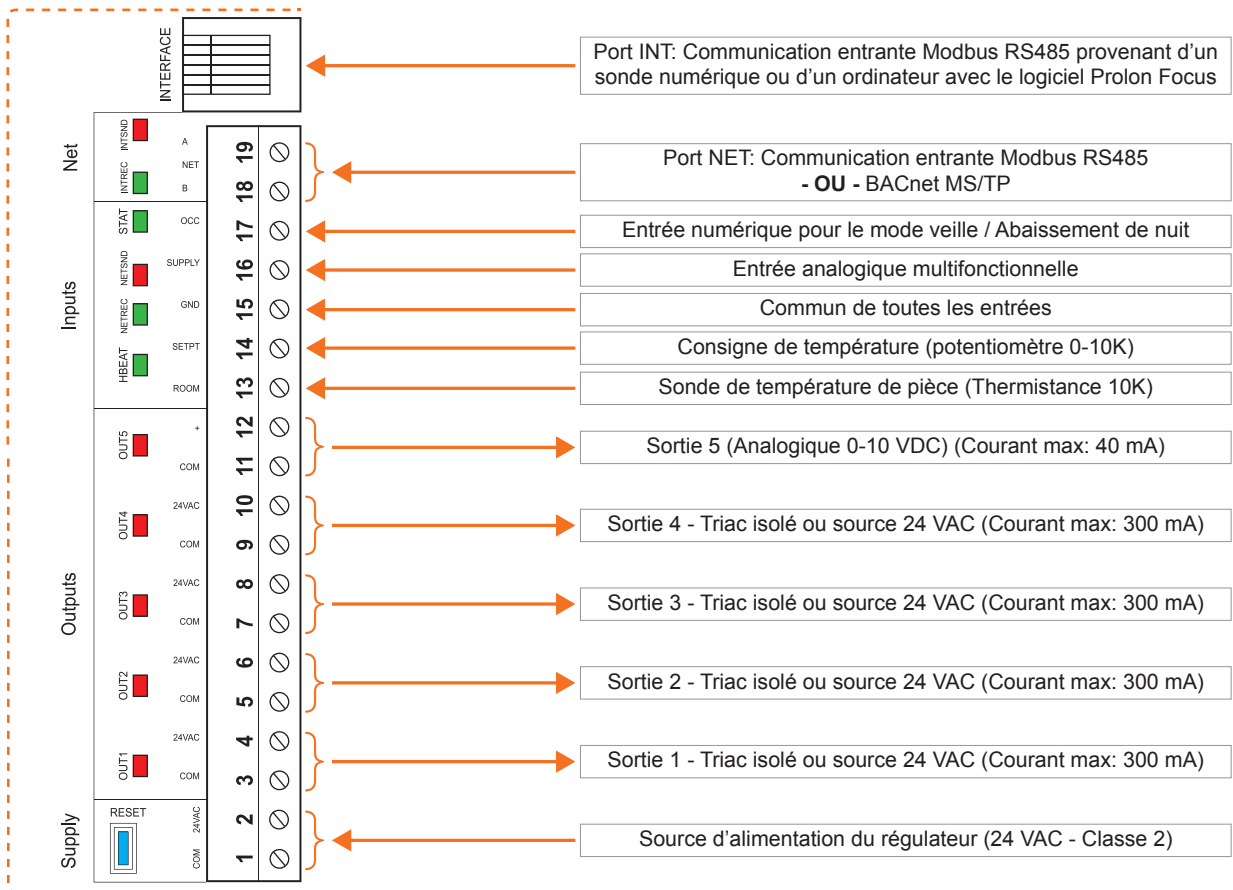 INTERFACE
Port INT: Communication entrante Modbus RS485 provenant d’un
sonde numérique ou d’un ordinateur avec le logiciel Prolon Focus
Net
INTSND
INTREC
A
NET
B
19
18
Port NET: Communication entrante Modbus RS485
- OU - BACnet MS/TP
Inputs
STAT
NETSND
NETREC
HBEAT
OCC
17
Entrée numérique pour le mode veille / Abaissement de nuit
SUPPLY
16
Entrée analogique multifonctionnelle
GND
15
Commun de toutes les entrées
SETPT
14
Consigne de température (potentiomètre 0-10K)
ROOM
13
Sonde de température de pièce (Thermistance 10K)
Outputs
OUT5
+
COM
12
11
Sortie 5 (Analogique 0-10 VDC) (Courant max: 40 mA)
OUT4
24VAC
COM
10
9
Sortie 4 - Triac isolé ou source 24 VAC (Courant max: 300 mA)
OUT3
24VAC
COM
8
7
Sortie 3 - Triac isolé ou source 24 VAC (Courant max: 300 mA)
OUT2
24VAC
COM
6
5
Sortie 2 - Triac isolé ou source 24 VAC (Courant max: 300 mA)
OUT1
24VAC
COM
4
3
Sortie 1 - Triac isolé ou source 24 VAC (Courant max: 300 mA)
Supply
RESET
24VAC
COM
2
1
Source d’alimentation du régulateur (24 VAC - Classe 2)